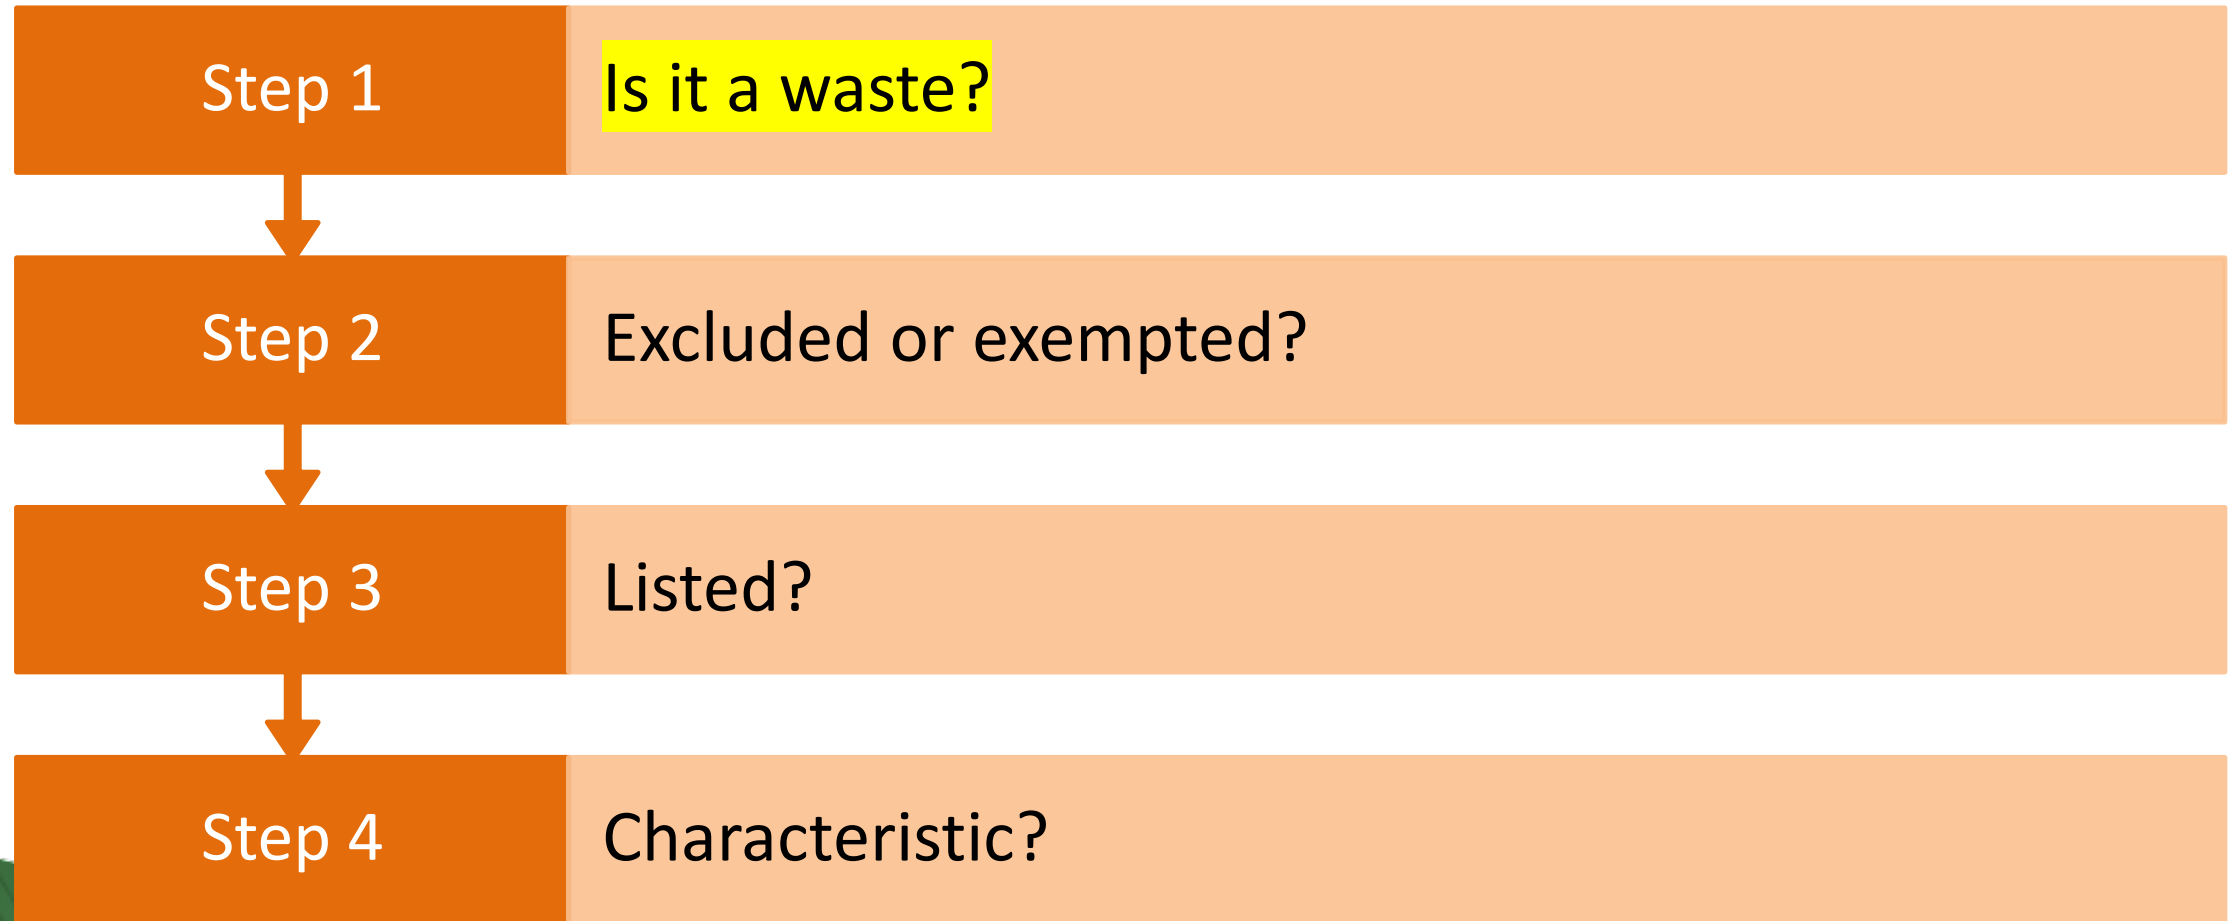 Step 1
Is it a waste?
Step 2
Excluded or exempted?
Step 3
Listed?
Step 4
Characteristic?